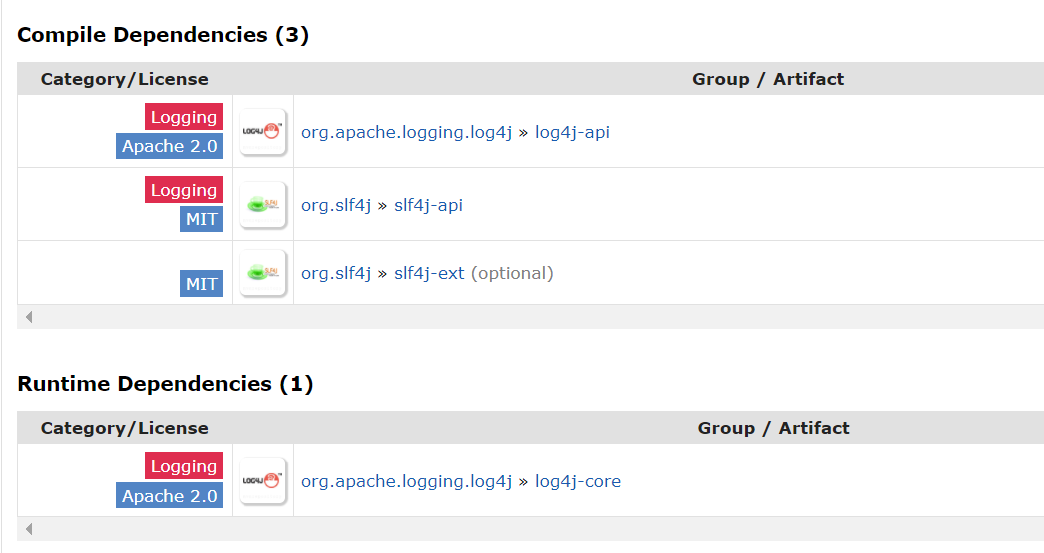 Compile Dependencies (3)
Category/License Group / Artifact
Logging
Apache 2.0
LOG4J
org.apache.logging.log4j » log4j-api
Logging
MIT
SLF4J
org.slf4j » slf4j-api
MIT
SLF4J
org.slf4j » slf4j-ext (optional)
Runtime Dependencies (1)
Category/License Group / Artifact
Logging
Apache 2.0
LOG4J
org.apache.logging.log4j » log4j-core